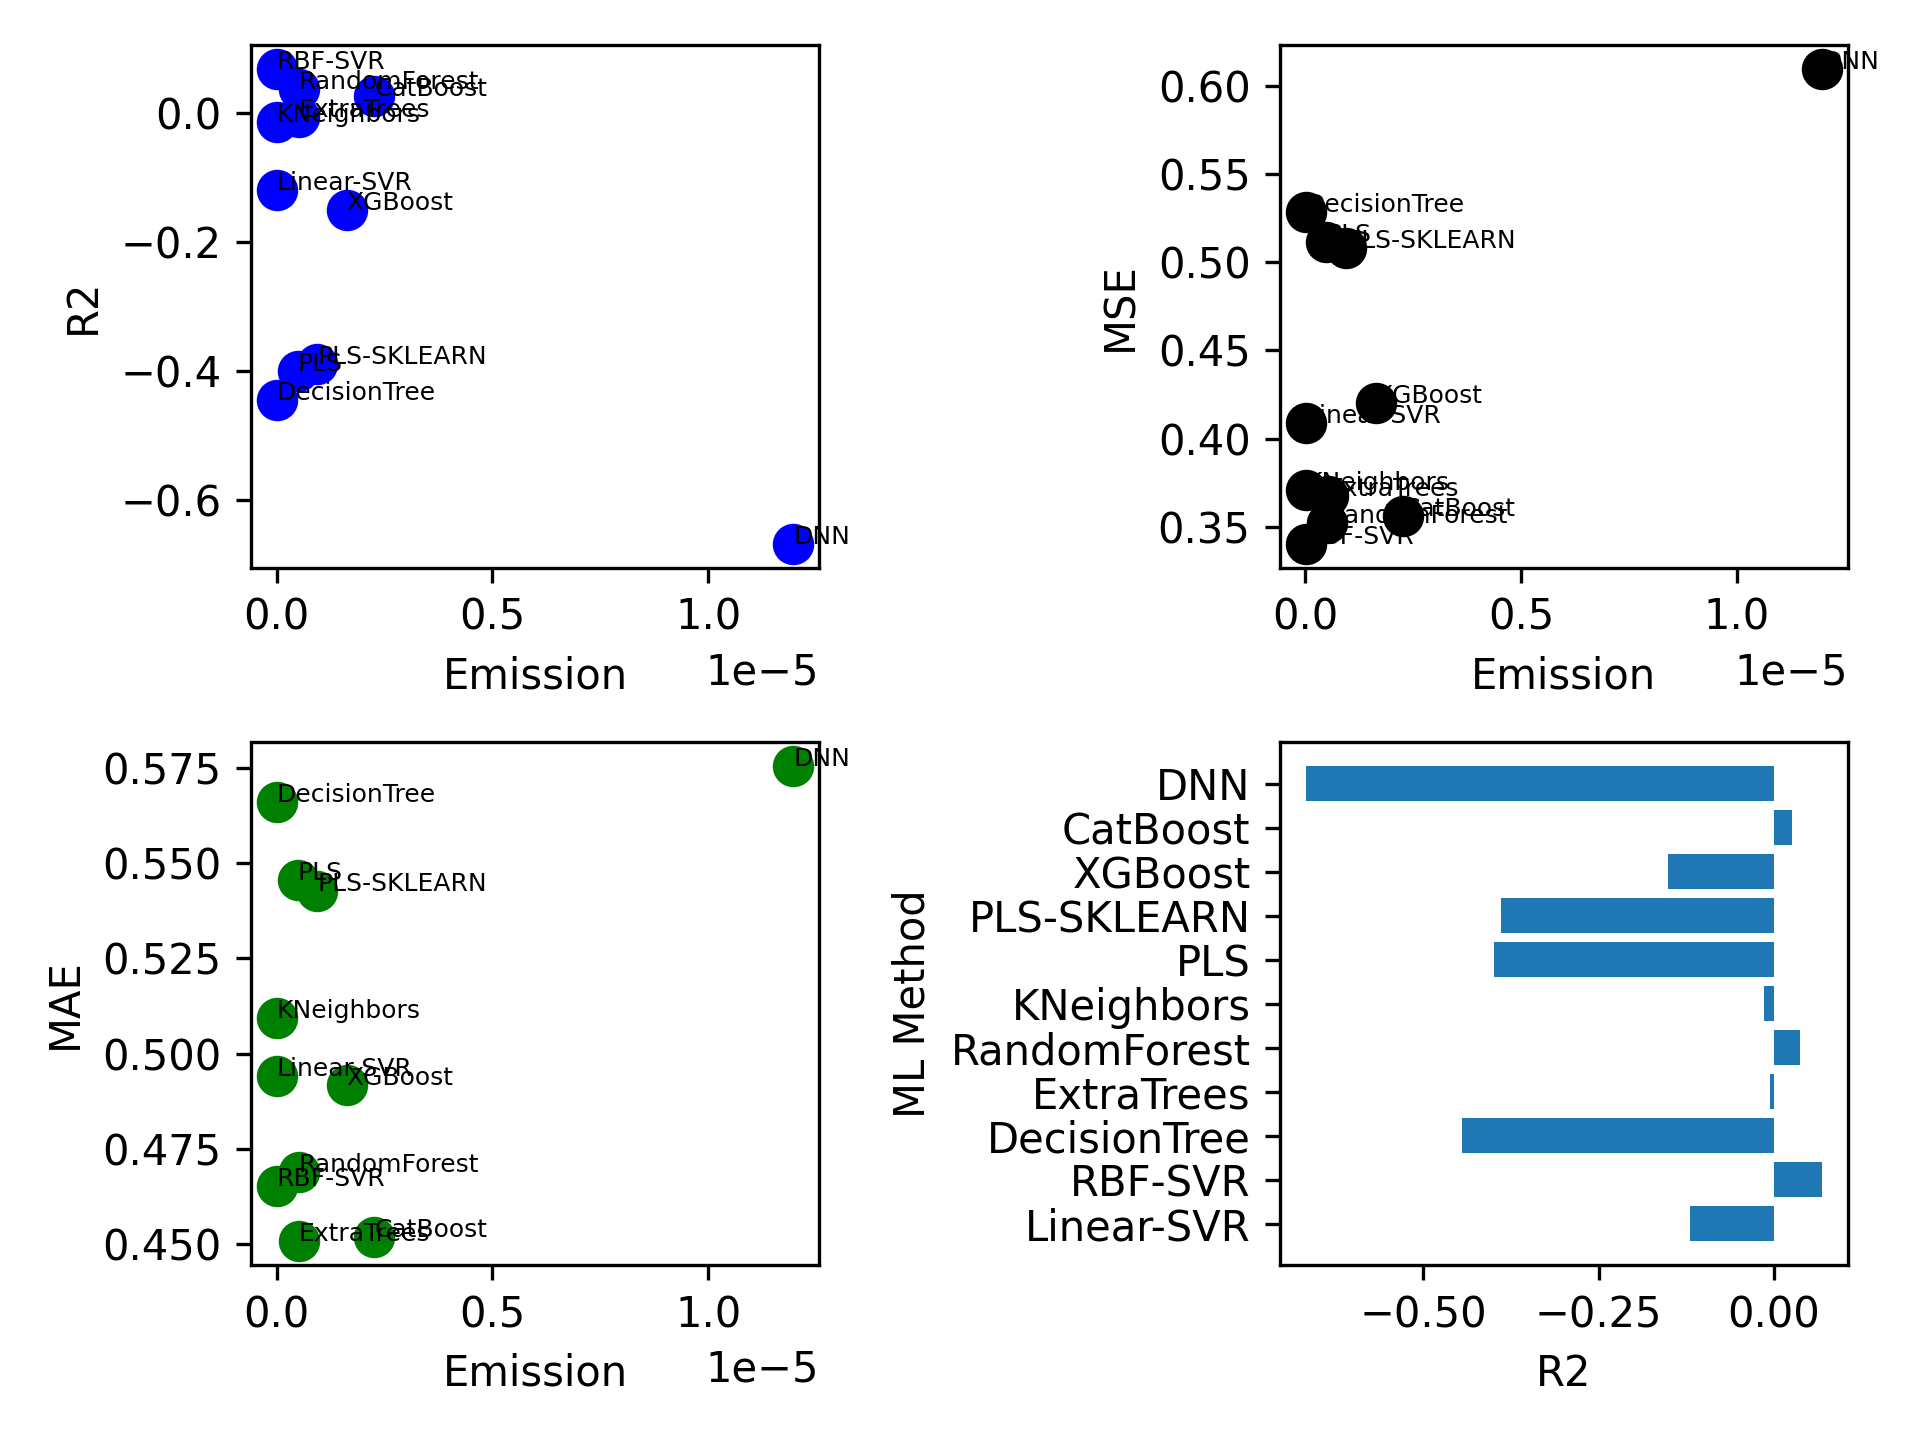 RBF-SVR
RandomForest
CatBoost
ExtraTrees
KNeighbors
Linear-SVR
XGBoost
PLS-SKLEARN
PLS
DecisionTree
DNN
0.0
−0.2
−0.4
−0.6
R2
0.0 0.5 1.0
Emission 1e−5
DNN
DecisionTree
PLS
PLS-SKLEARN
XGBoost
Linear-SVR
KNeighbors
ExtraTrees
CatBoost
RandomForest
RBF-SVR
0.60
0.55
0.50
0.45
0.40
0.35
MSE
0.0 0.5 1.0
Emission 1e−5
DNN
DecisionTree
PLS
PLS-SKLEARN
KNeighbors
Linear-SVR
XGBoost
RandomForest
RBF-SVR
CatBoost
ExtraTrees
0.575
0.550
0.525
0.500
0.475
0.450
MAE
0.0 0.5 1.0
Emission 1e−5
ML Method
DNN
CatBoost
XGBoost
PLS-SKLEARN
PLS
KNeighbors
RandomForest
ExtraTrees
DecisionTree
RBF-SVR
Linear-SVR
−0.50 −0.25 0.00
R2